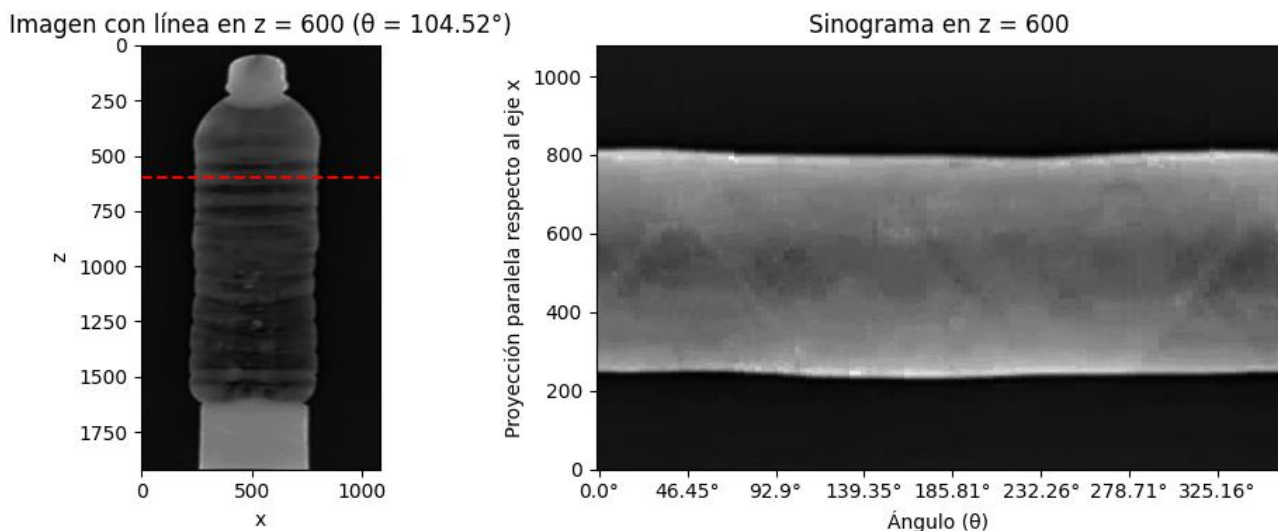 Imagen con línea en z = 600 (θ = 104.52°)
0
250
500
750
1000
1250
1500
1750
z
0
500
1000
x
Sinograma en z = 600
Proyección paralela respecto al eje x
1000
800
600
400
200
0
0.0° 46.45° 92.9° 139.35° 185.81° 232.26° 278.71° 325.16°
Ángulo (θ)